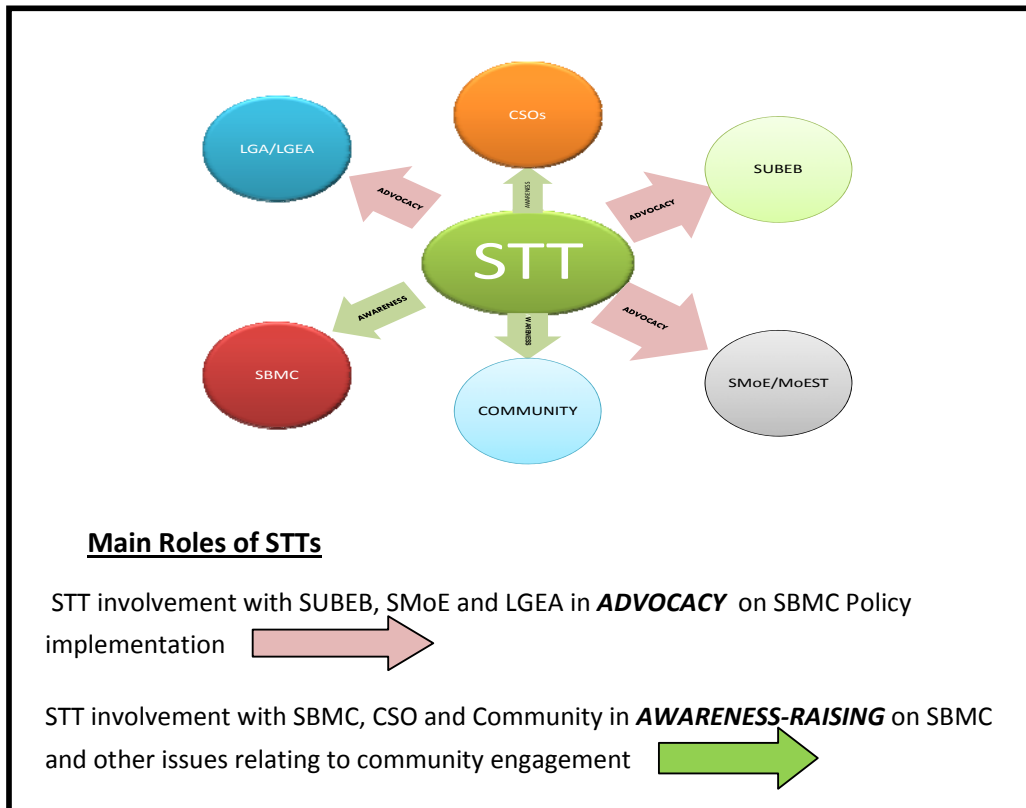 CSOs
LGA/LGEA
SUBEB
AWARENESS
ADVOCACY
ADVOCACY
STT
AWARENESS
ADVOCACY
SBMC
COMMUNITY
SMoE/MoEST
Main Roles of STTs
STT involvement with SUBEB, SMoE and LGEA in ADVOCACY on SBMC Policy
implementation
STT involvement with SBMC, CSO and Community in AWARENESS-RAISING on SBMC
and other issues relating to community engagement